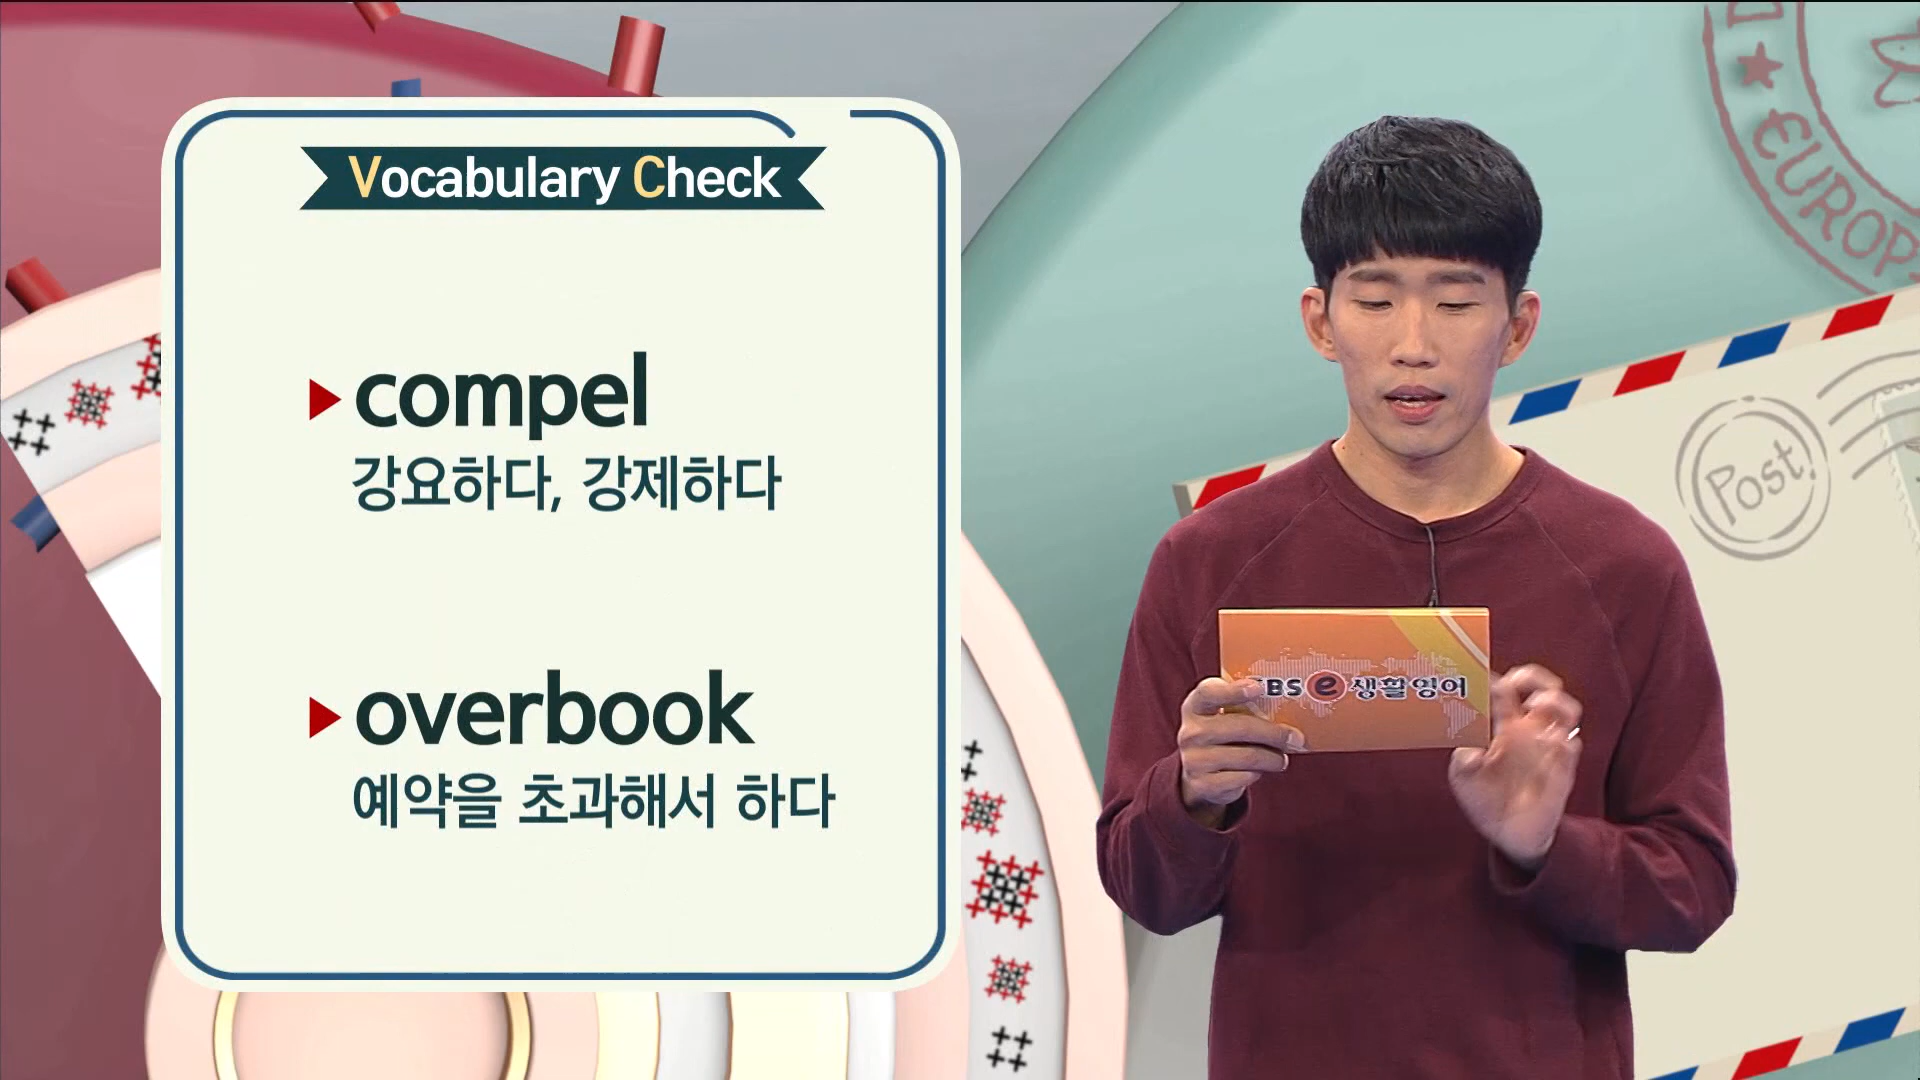 Vocabulary Check
compel
강요하다, 강제하다
overbook
예약을 초과해서 하다
BS e 생활영어
Post!
EUROP